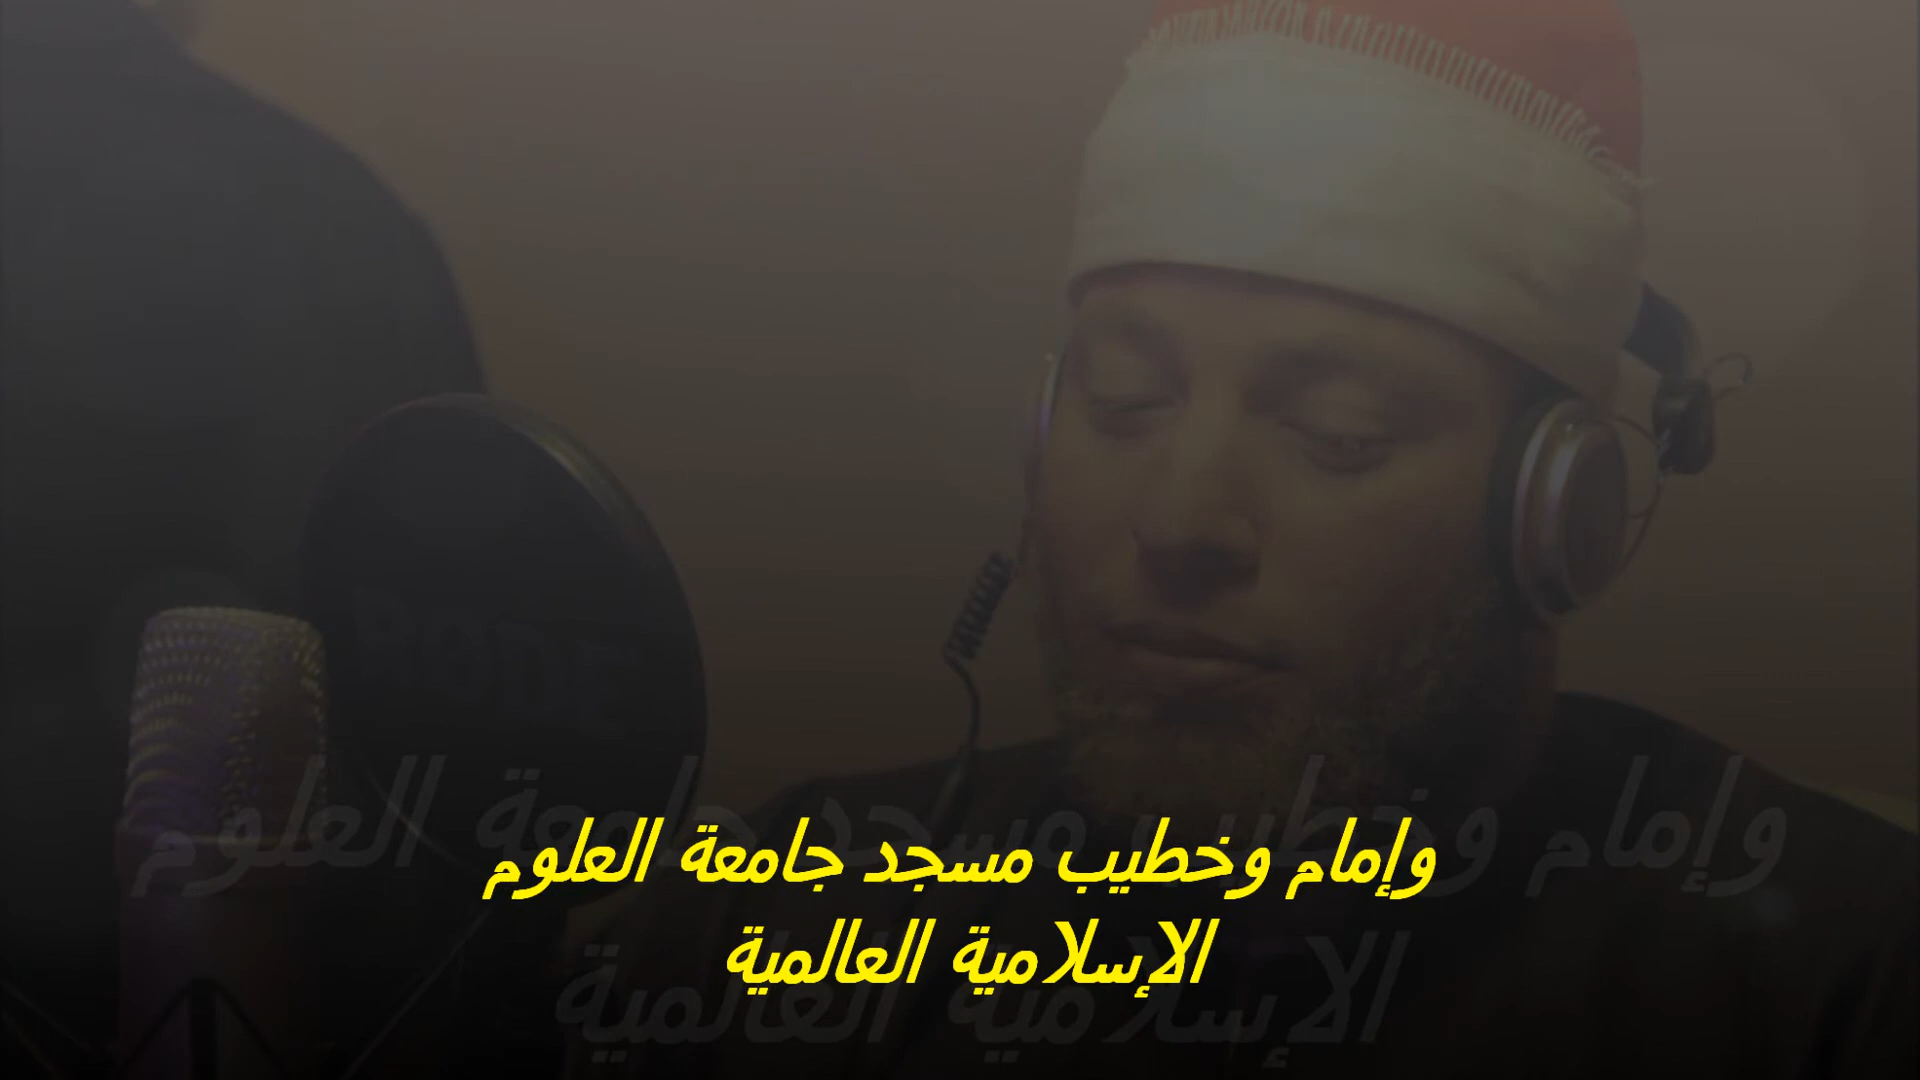 وإمام وخطيب مسجد جامعة العلوم
الإسلامية العالمية